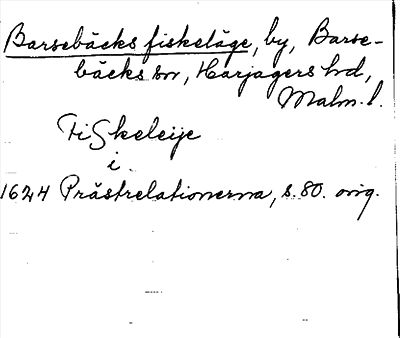 Barsebäcks fiskeläge, by, Barse-
bäcks sn, Harjagers hd,
Malm. l.
FiSkeleije
i
1624 Prästrelationerna, s. 80. orig.